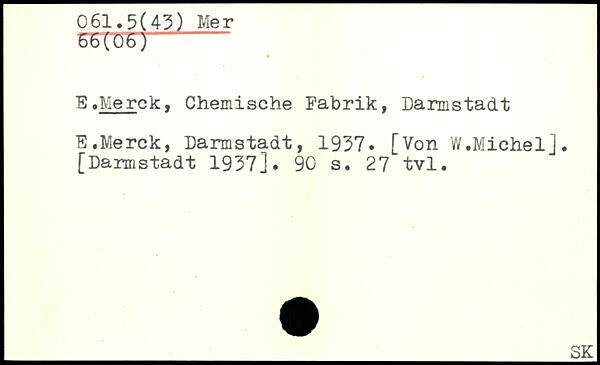 061.5(43) Mer
66(06)
E.Merck, Chemische Fabrik, Darmstadt
E.Merck, Darmstadt, 1937. [Von W.Michel].
[Darmstadt 1937]. 90 s. 27 tvl.
SK